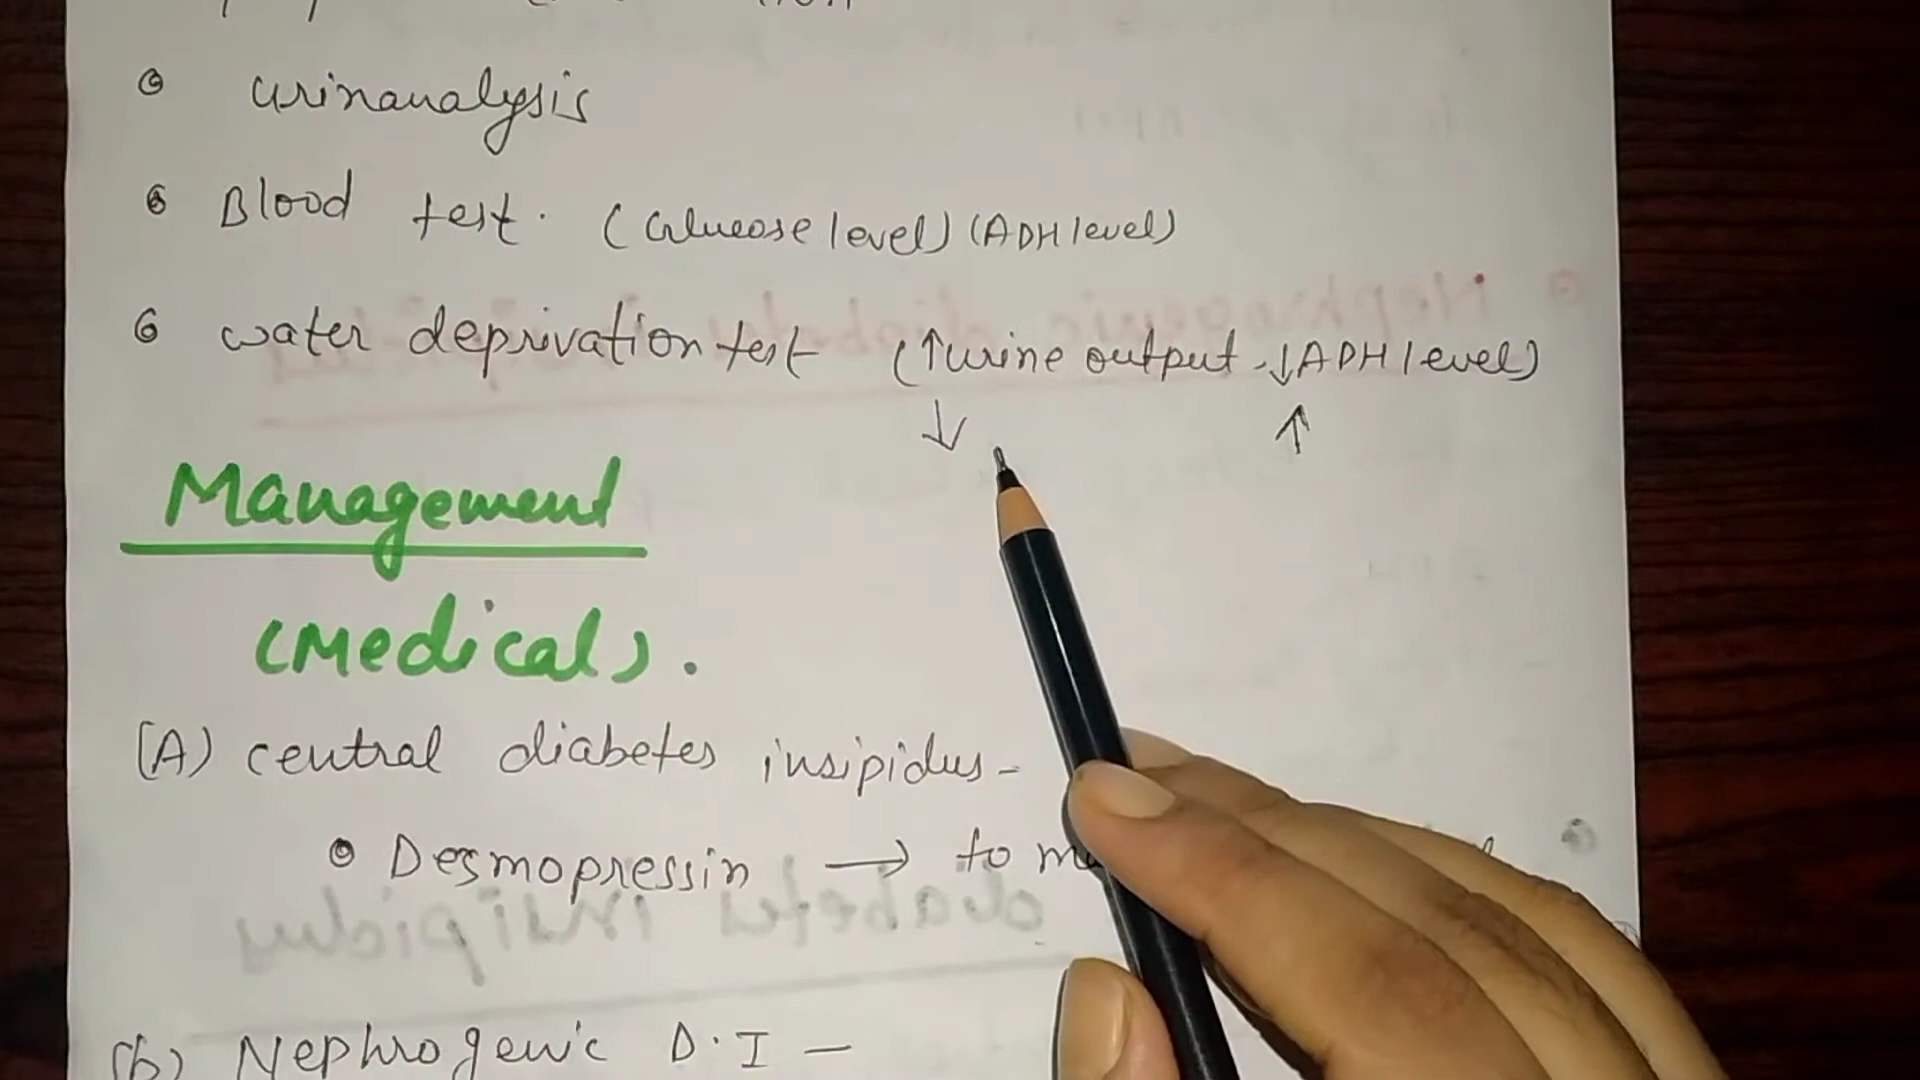 urinanalysis
Blood test. (Glucose level) (ADH level)
water deprivation test (↑urine output -↓ADH level)
↓ ↑
Management
(Medical).
(A) central diabetes insipidus-
Desmopressin → to
(b) Nephrogenic D.I —